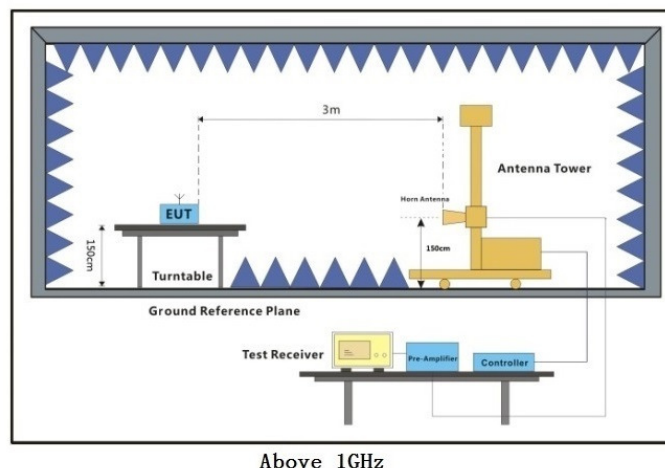 3m
Antenna Tower
Horn Antenna
EUT
150cm
150cm
Turntable
Ground Reference Plane
Test Receiver
Pre-Amplifier
Controller
Above 1GHz